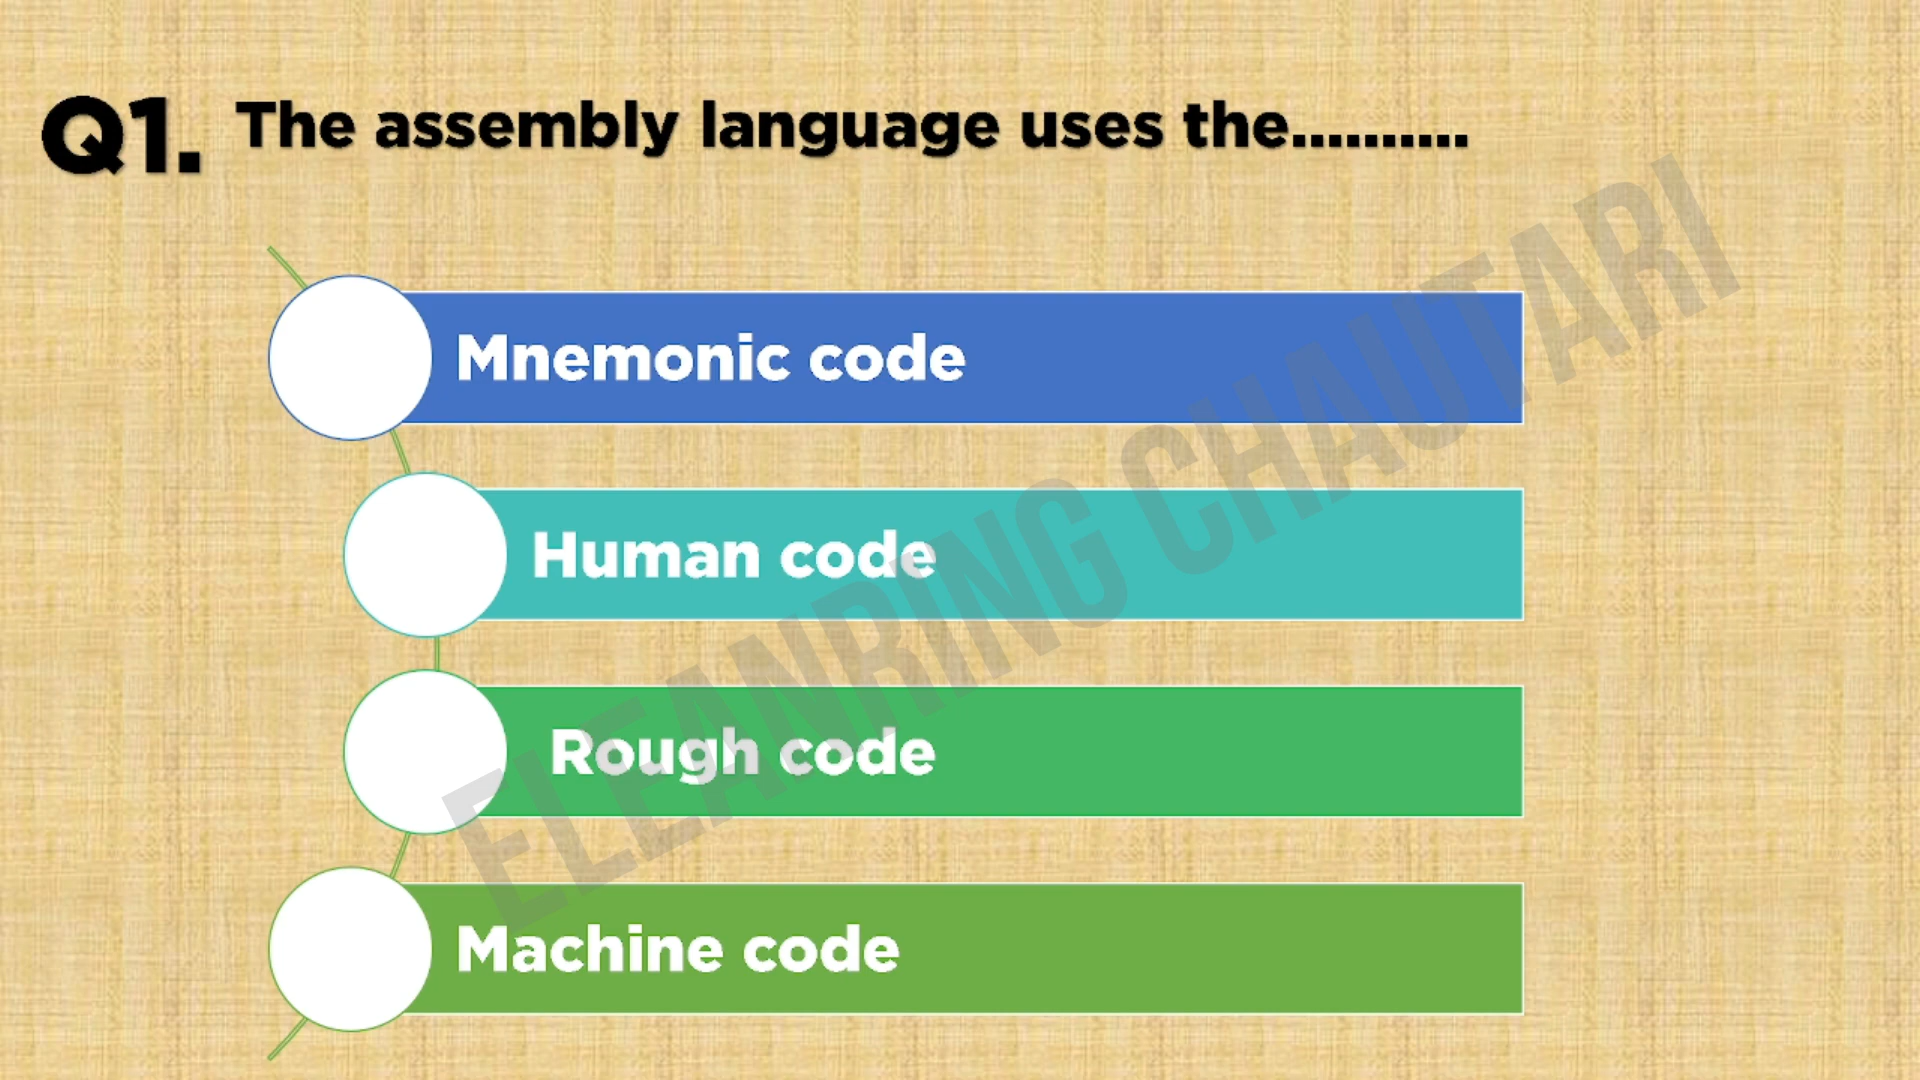 Q1. The assembly language uses the..........
Mnemonic code
Human code
Rough code
Machine code
ELEANRING CHAUTARI